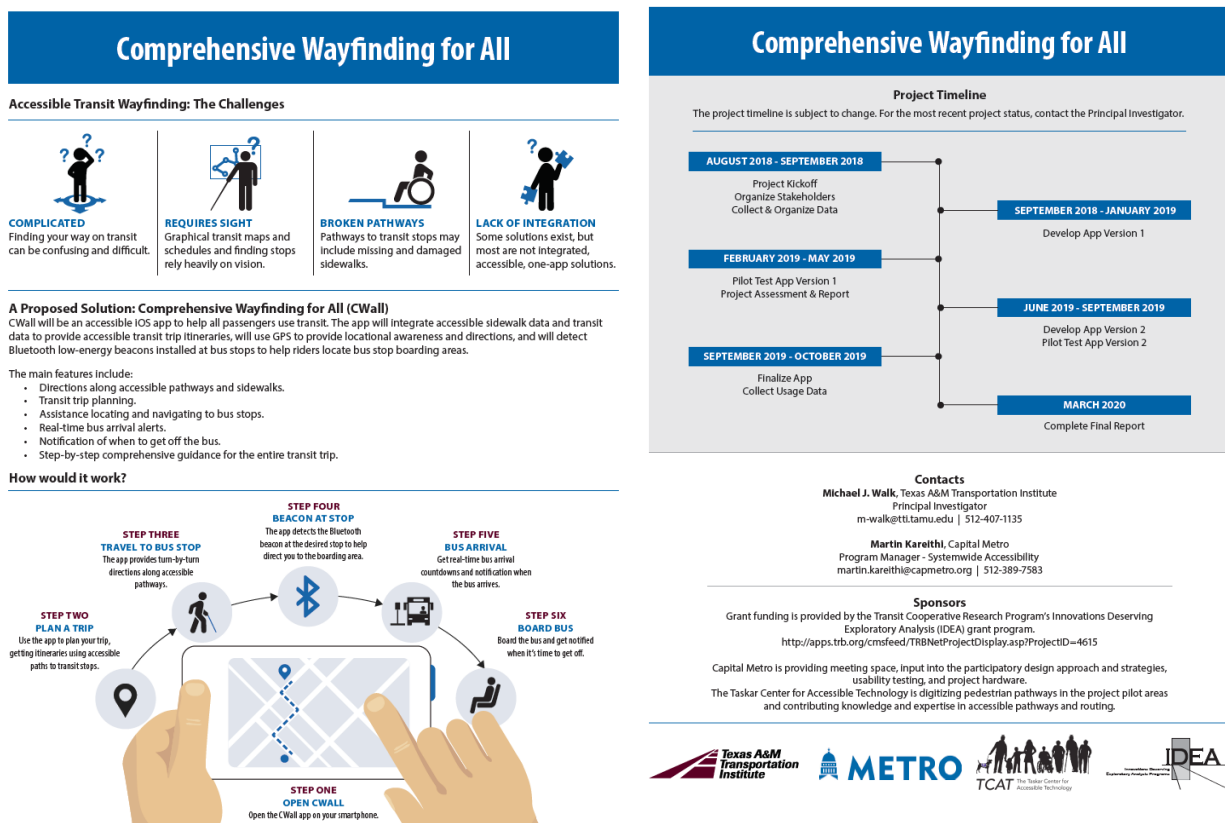 Comprehensive Wayfinding for All
Accessible Transit Wayfinding: The Challenges
? ? ?
?
?
COMPLICATED
Finding your way on transit
can be confusing and difficult.
REQUIRES SIGHT
Graphical transit maps and
schedules and finding stops
rely heavily on vision.
BROKEN PATHWAYS
Pathways to transit stops may
include missing and damaged
sidewalks.
LACK OF INTEGRATION
Some solutions exist, but
most are not integrated,
accessible, one-app solutions.
A Proposed Solution: Comprehensive Wayfinding for All (CWall)
CWall will be an accessible iOS app to help all passengers use transit. The app will integrate accessible sidewalk data and transit
data to provide accessible transit trip itineraries, will use GPS to provide locational awareness and directions, and will detect
Bluetooth low-energy beacons installed at bus stops to help riders locate bus stop boarding areas.
The main features include:
• Directions along accessible pathways and sidewalks.
• Transit trip planning.
• Assistance locating and navigating to bus stops.
• Real-time bus arrival alerts.
• Notification of when to get off the bus.
• Step-by-step comprehensive guidance for the entire transit trip.
How would it work?
STEP ONE
OPEN CWALL
Open the CWall app on your smartphone.
STEP TWO
PLAN A TRIP
Use the app to plan your trip,
getting itineraries using accessible
paths to transit stops.
STEP THREE
TRAVEL TO BUS STOP
The app provides turn-by-turn
directions along accessible
pathways.
STEP FOUR
BEACON AT STOP
The app detects the Bluetooth
beacon at the desired stop to help
direct you to the boarding area.
STEP FIVE
BUS ARRIVAL
Get real-time bus arrival
countdowns and notification when
the bus arrives.
STEP SIX
BOARD BUS
Board the bus and get notified
when it's time to get off.
Comprehensive Wayfinding for All
Project Timeline
The project timeline is subject to change. For the most recent project status, contact the Principal Investigator.
AUGUST 2018 - SEPTEMBER 2018
Project Kickoff
Organize Stakeholders
Collect & Organize Data
SEPTEMBER 2018 - JANUARY 2019
Develop App Version 1
FEBRUARY 2019 - MAY 2019
Pilot Test App Version 1
Project Assessment & Report
JUNE 2019 - SEPTEMBER 2019
Develop App Version 2
Pilot Test App Version 2
SEPTEMBER 2019 - OCTOBER 2019
Finalize App
Collect Usage Data
MARCH 2020
Complete Final Report
Contacts
Michael J. Walk, Texas A&M Transportation Institute
Principal Investigator
m-walk@tti.tamu.edu | 512-407-1135
Martin Kareithi, Capital Metro
Program Manager - Systemwide Accessibility
martin.kareithi@capmetro.org | 512-389-7583
Sponsors
Grant funding is provided by the Transit Cooperative Research Program's Innovations Deserving
Exploratory Analysis (IDEA) grant program.
http://apps.trb.org/cmsfeed/TRBNetProjectDisplay.asp?ProjectID=4615
Capital Metro is providing meeting space, input into the participatory design approach and strategies,
usability testing, and project hardware.
The Taskar Center for Accessible Technology is digitizing pedestrian pathways in the project pilot areas
and contributing knowledge and expertise in accessible pathways and routing.
Texas A&M
Transportation
Institute
METRO
TCAT The Taskar Center for
Accessible Technology
IDEA
Innovations Deserving
Exploratory Analysis Programs